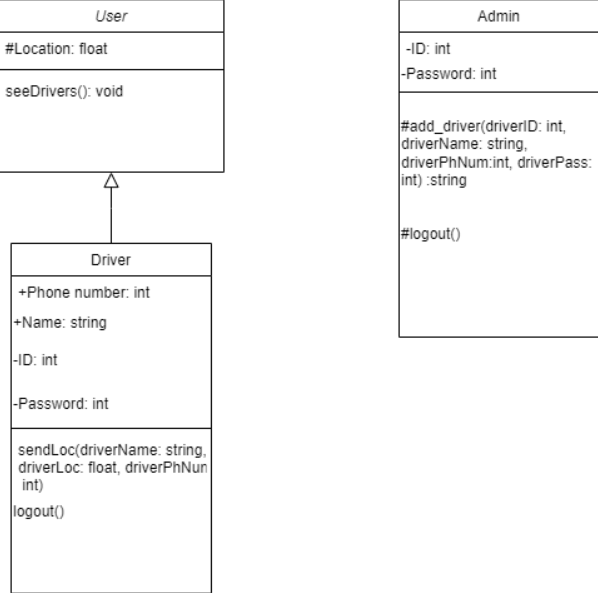 User
#Location: float
seeDrivers(): void
Driver
+Phone number: int
+Name: string
-ID: int
-Password: int
sendLoc(driverName: string,
driverLoc: float, driverPhNun
int)
logout()
Admin
-ID: int
-Password: int
#add_driver(driverID: int,
driverName: string,
driverPhNum:int, driverPass:
int) :string
#logout()